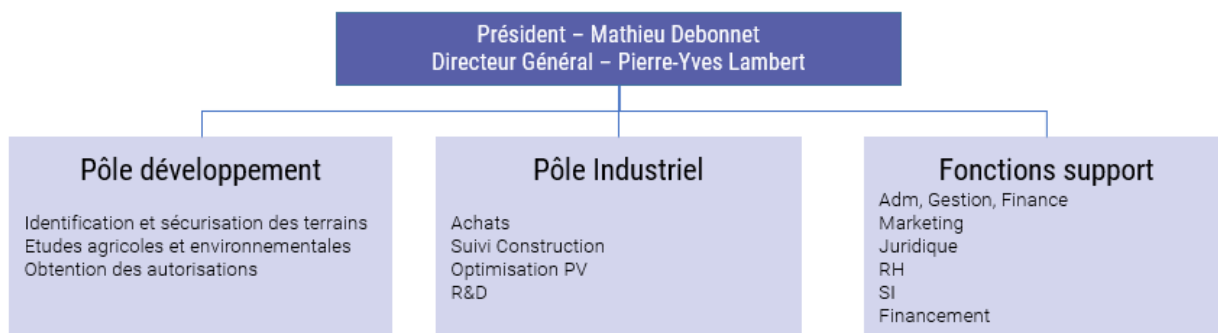 Président – Mathieu Debonnet
Directeur Général – Pierre-Yves Lambert
Pôle développement
Identification et sécurisation des terrains
Etudes agricoles et environnementales
Obtention des autorisations
Pôle Industriel
Achats
Suivi Construction
Optimisation PV
R&D
Fonctions support
Adm, Gestion, Finance
Marketing
Juridique
RH
SI
Financement